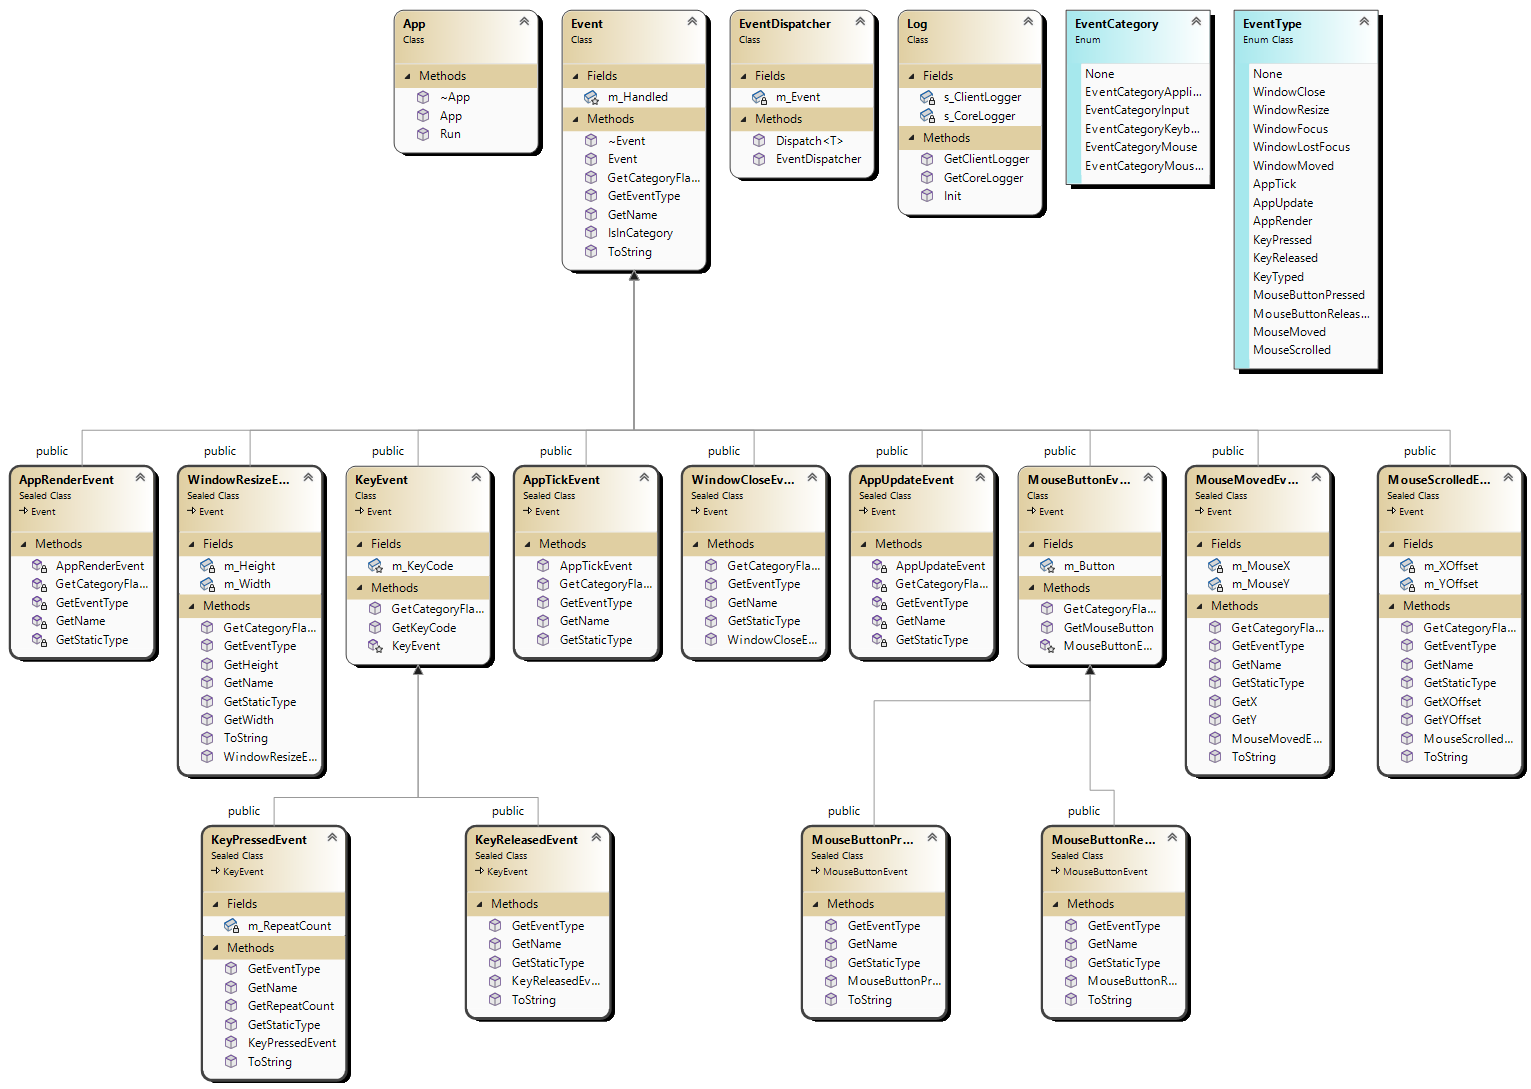 App
Class
Methods
~App
App
Run
Event
Class
Fields
m_Handled
Methods
~Event
Event
GetCategoryFla...
GetEventType
GetName
IsInCategory
ToString
EventDispatcher
Class
Fields
m_Event
Methods
Dispatch<T>
EventDispatcher
Log
Class
Fields
s_ClientLogger
s_CoreLogger
Methods
GetClientLogger
GetCoreLogger
Init
EventCategory
Enum
None
EventCategoryAppli...
EventCategoryInput
EventCategoryKeyb...
EventCategoryMouse
EventCategoryMous...
EventType
Enum Class
None
WindowClose
WindowResize
WindowFocus
WindowLostFocus
WindowMoved
AppTick
AppUpdate
AppRender
KeyPressed
KeyReleased
KeyTyped
MouseButtonPressed
MouseButtonReleas...
MouseMoved
MouseScrolled
public
AppRenderEvent
Sealed Class
Event
Methods
AppRenderEvent
GetCategoryFla...
GetEventType
GetName
GetStaticType
public
WindowResizeE...
Sealed Class
Event
Fields
m_Height
m_Width
Methods
GetCategoryFla...
GetEventType
GetHeight
GetName
GetStaticType
GetWidth
ToString
WindowResizeE...
public
KeyEvent
Class
Event
Fields
m_KeyCode
Methods
GetCategoryFla...
GetKeyCode
KeyEvent
public
AppTickEvent
Sealed Class
Event
Methods
AppTickEvent
GetCategoryFla...
GetEventType
GetName
GetStaticType
public
WindowCloseEv...
Sealed Class
Event
Methods
GetCategoryFla...
GetEventType
GetName
GetStaticType
WindowCloseE...
public
AppUpdateEvent
Sealed Class
Event
Methods
AppUpdateEvent
GetCategoryFla...
GetEventType
GetName
GetStaticType
public
MouseButtonEv...
Class
Event
Fields
m_Button
Methods
GetCategoryFla...
GetMouseButton
MouseButtonE...
public
MouseMovedEv...
Sealed Class
Event
Fields
m_MouseX
m_MouseY
Methods
GetCategoryFla...
GetEventType
GetName
GetStaticType
GetX
GetY
MouseMovedE...
ToString
public
MouseScrolledE...
Sealed Class
Event
Fields
m_XOffset
m_YOffset
Methods
GetCategoryFla...
GetEventType
GetName
GetStaticType
GetXOffset
GetYOffset
MouseScrolled...
ToString
public
KeyPressedEvent
Sealed Class
KeyEvent
Fields
m_RepeatCount
Methods
GetEventType
GetName
GetRepeatCount
GetStaticType
KeyPressedEvent
ToString
public
KeyReleasedEvent
Sealed Class
KeyEvent
Methods
GetEventType
GetName
GetStaticType
KeyReleasedEv...
ToString
public
MouseButtonPr...
Sealed Class
MouseButtonEvent
Methods
GetEventType
GetName
GetStaticType
MouseButtonPr...
ToString
public
MouseButtonRe...
Sealed Class
MouseButtonEvent
Methods
GetEventType
GetName
GetStaticType
MouseButtonR...
ToString